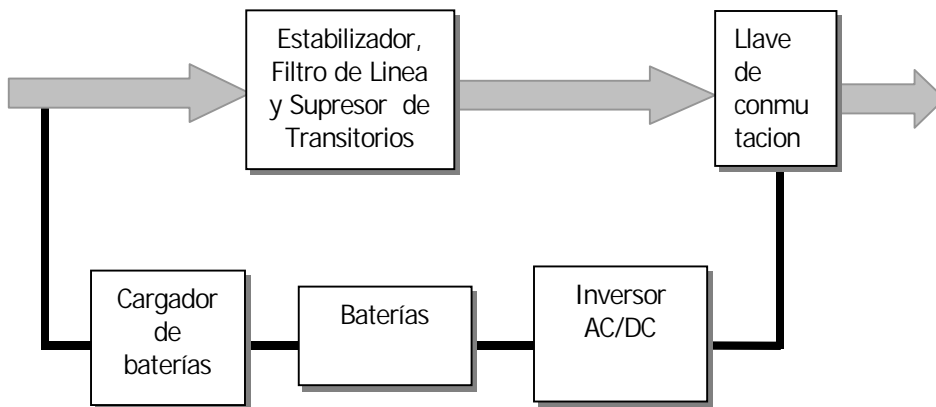 Estabilizador,
Filtro de Linea
y Supresor de
Transitorios
Llave
de
conmu
tacion
Cargador
de
baterías
Baterías
Inversor
AC/DC